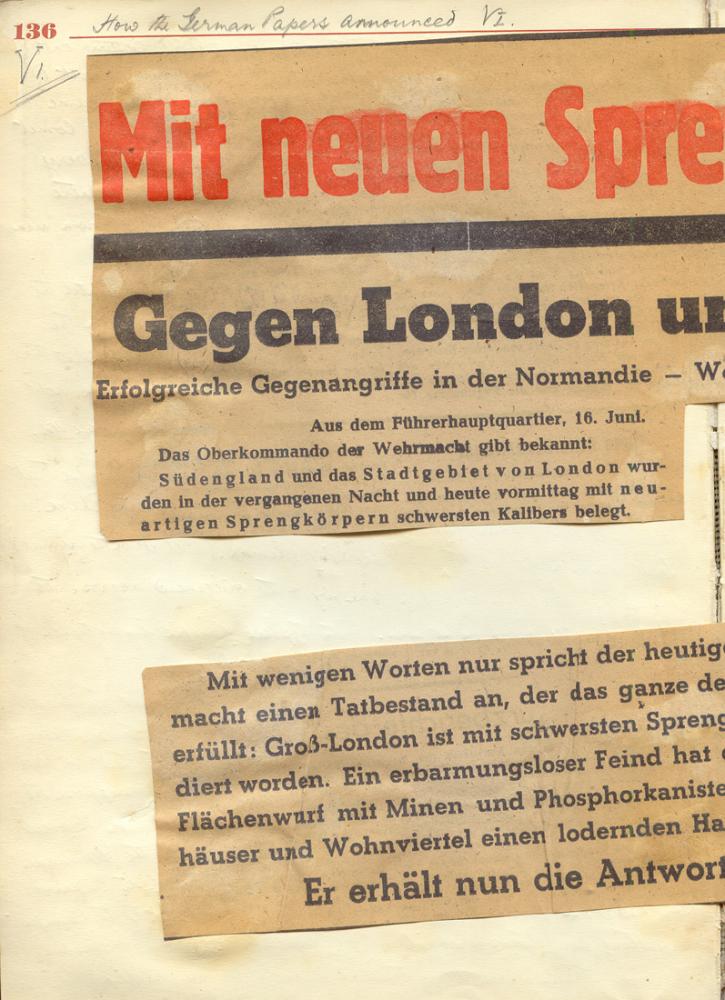 136 How the German Papers announced VI.
VI.
Mit neuen Spre
Gegen London un
Erfolgreiche Gegenangriffe in der Normandie – We
Aus dem Führerhauptquartier, 16. Juni.
Das Oberkommando der Wehrmacht gibt bekannt:
Südengland und das Stadtgebiet von London wur-
den in der vergangenen Nacht und heute vormittag mit neu-
artigen Sprengkörpern schwersten Kalibers belegt.
Mit wenigen Worten nur spricht der heutige
macht einen Tatbestand an, der das ganze de
erfüllt: Groß-London ist mit schwersten Spreng
diert worden. Ein erbarmungsloser Feind hat
Flächenwurf mit Minen und Phosphorkaniste
häuser und Wohnviertel einen lodernden Ha
Er erhält nun die Antwort